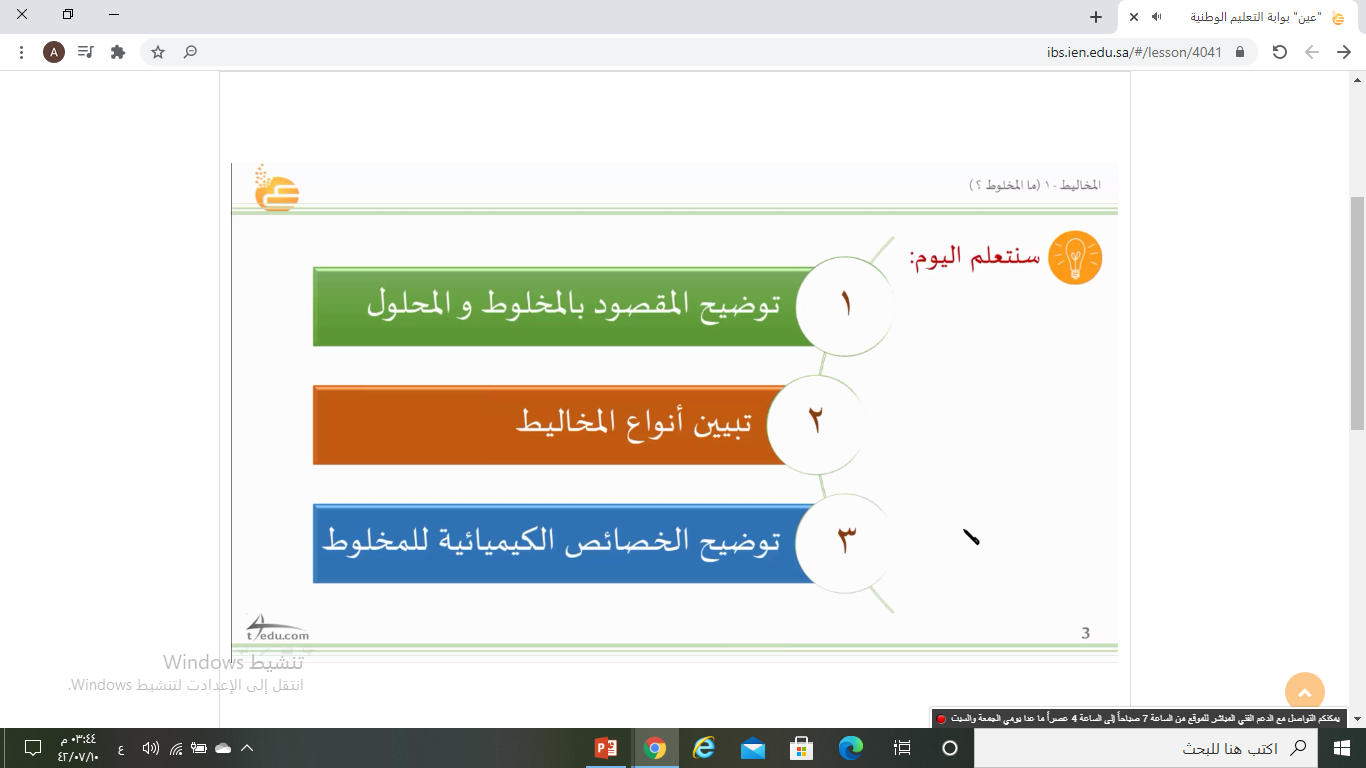 "عين" بوابة التعليم الوطنية
ibs.ien.edu.sa/#/lesson/4041
A
المخاليط - ١ (ما المخلوط ؟)
سنتعلم اليوم:
١
توضيح المقصود بالمخلوط و المحلول
٢
تبيين أنواع المخاليط
٣
توضيح الخصائص الكيميائية للمخلوط
t4edu.com
3
تنشيط Windows
انتقل إلى الإعدادت لتنشيط Windows.
يمكنكم التواصل مع الدعم الفني المباشر للموقع من الساعة 7 صباحاً إلى الساعة 4 عصراً ما عدا يومي الجمعة والسبت
اكتب هنا للبحث
ع
٠٣:٤٤ م
٤٢/٠٧/١٠